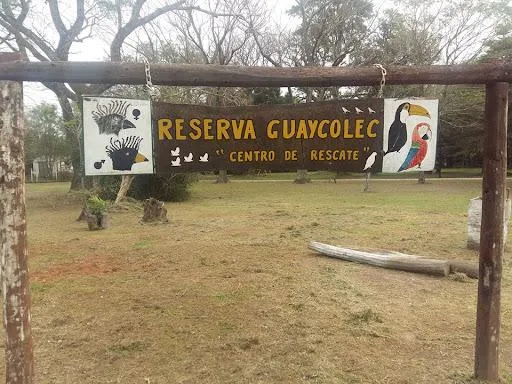 RESERVA GUAYCOLEC
"CENTRO DE RESCATE"